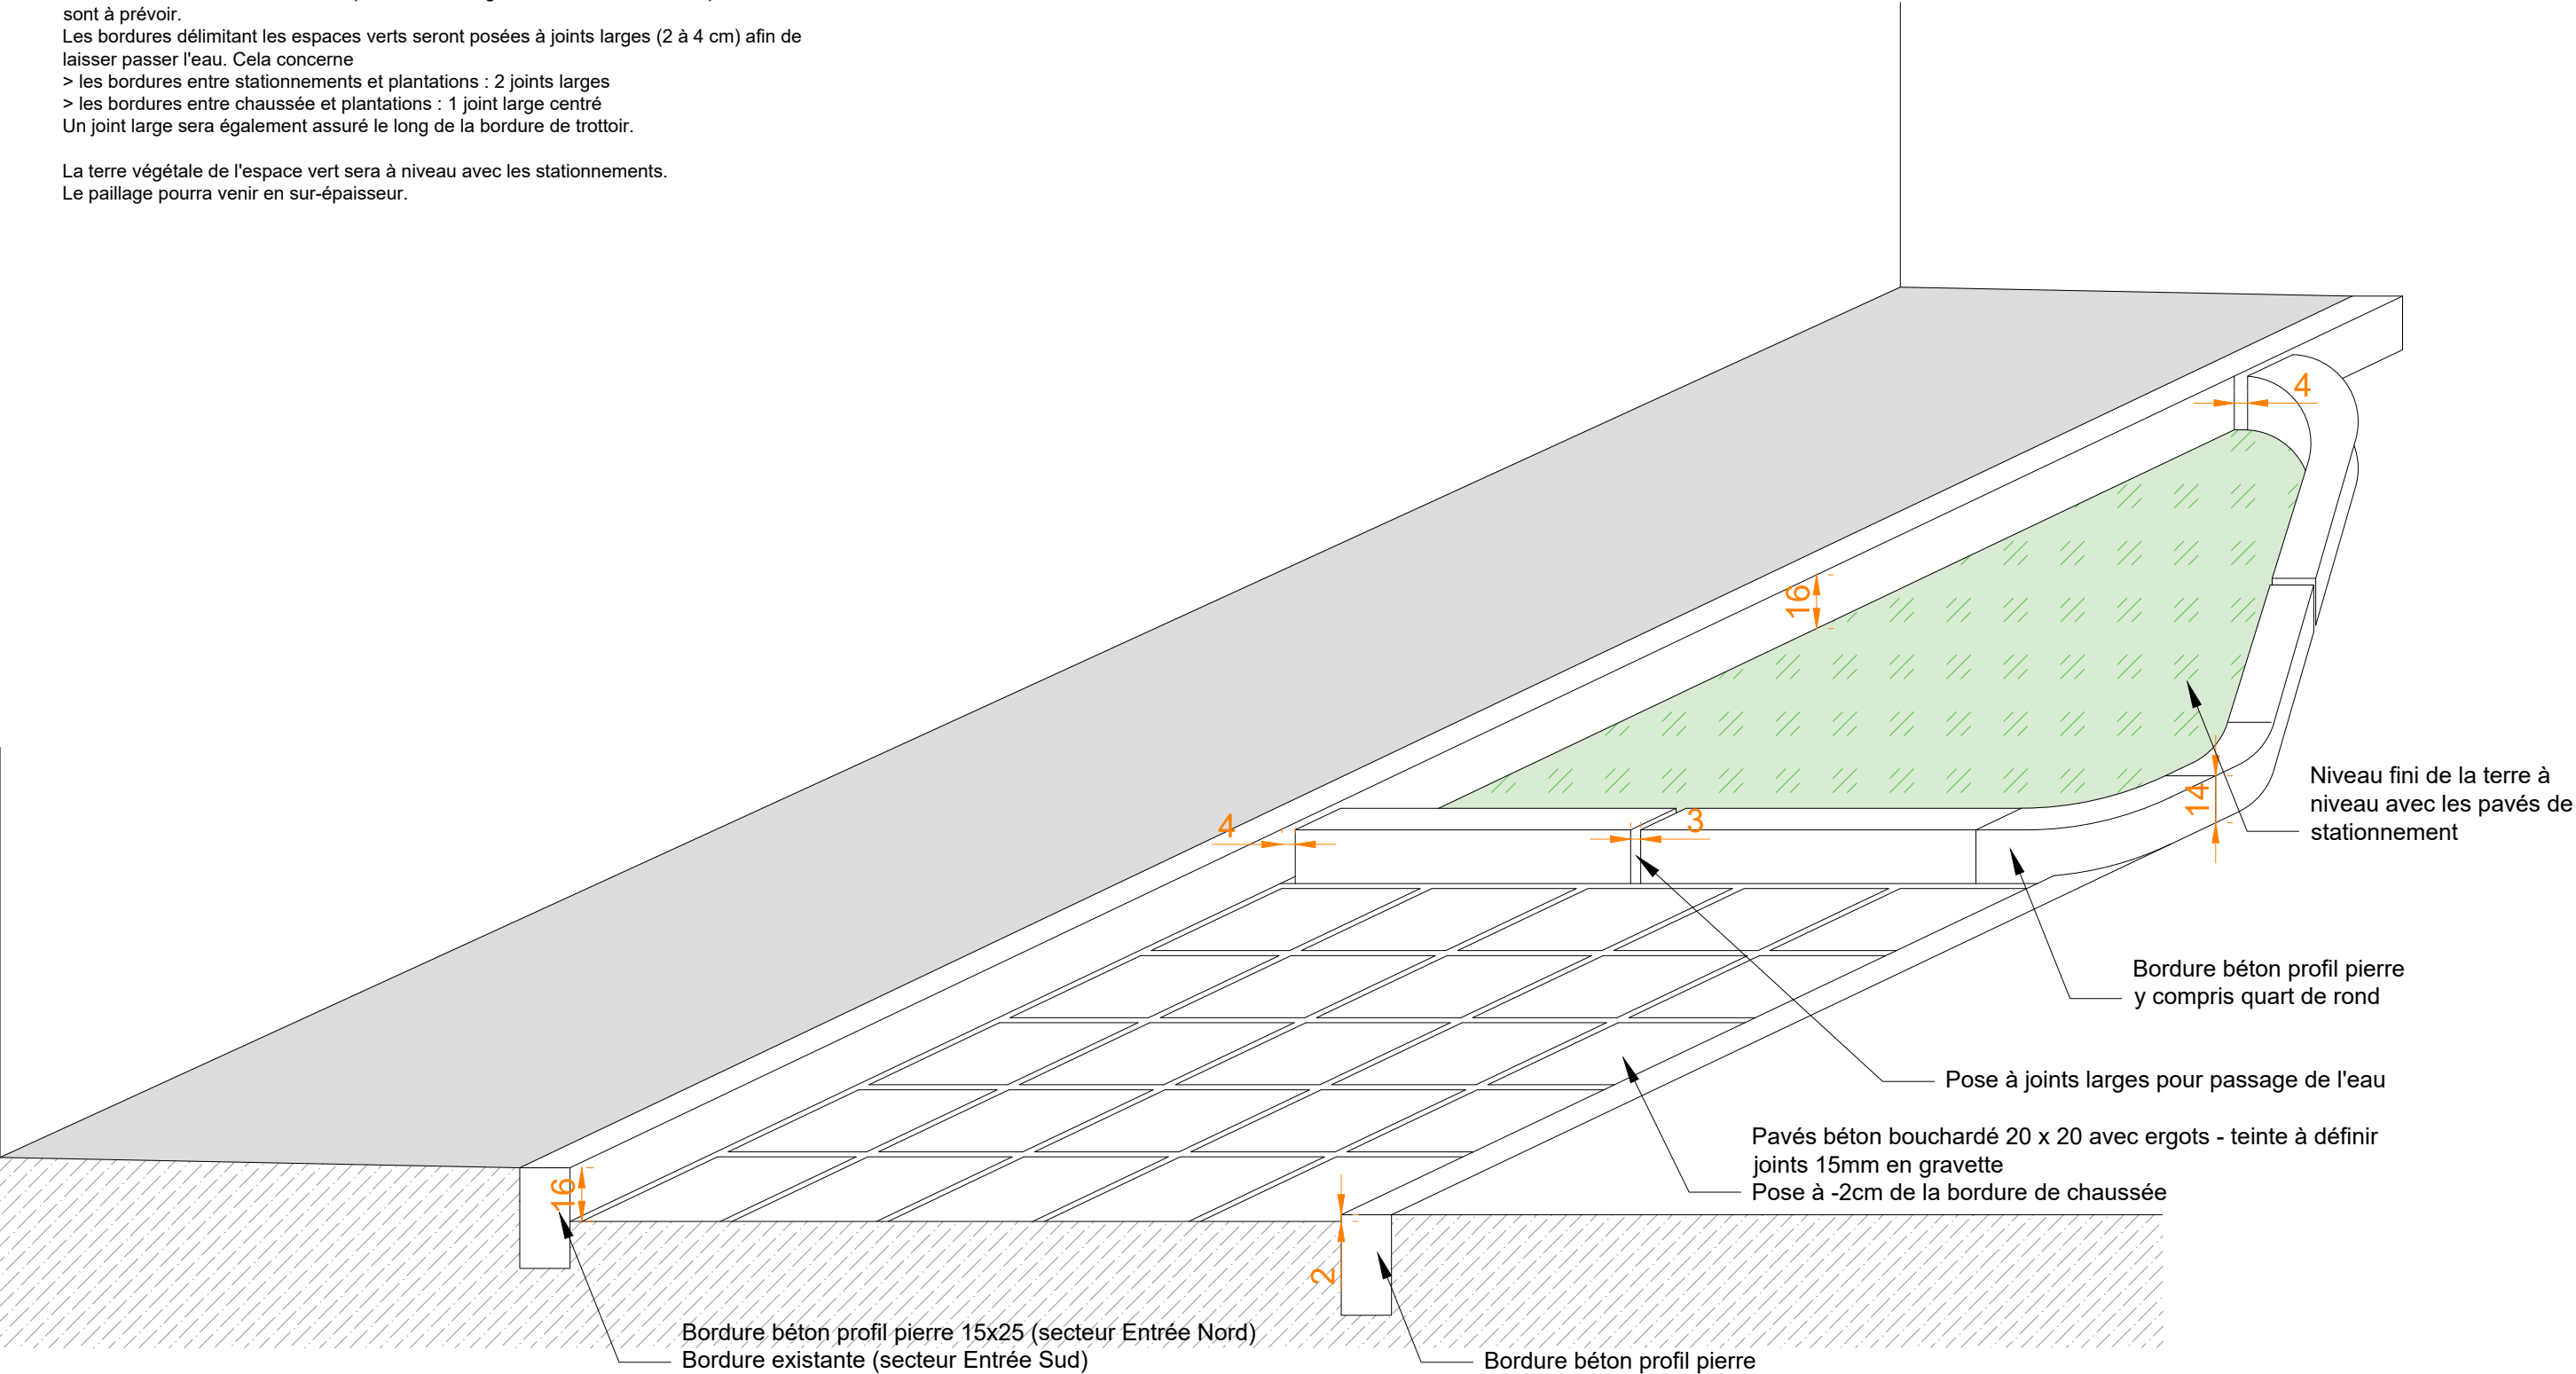 sont à prévoir.
Les bordures délimitant les espaces verts seront posées à joints larges (2 à 4 cm) afin de
laisser passer l'eau. Cela concerne
> les bordures entre stationnements et plantations : 2 joints larges
> les bordures entre chaussée et plantations : 1 joint large centré
Un joint large sera également assuré le long de la bordure de trottoir.
La terre végétale de l'espace vert sera à niveau avec les stationnements.
Le paillage pourra venir en sur-épaisseur.
4
16
14
Niveau fini de la terre à
niveau avec les pavés de
stationnement
4
3
Bordure béton profil pierre
y compris quart de rond
Pose à joints larges pour passage de l'eau
Pavés béton bouchardé 20 x 20 avec ergots - teinte à définir
joints 15mm en gravette
Pose à -2cm de la bordure de chaussée
16
2
Bordure béton profil pierre 15x25 (secteur Entrée Nord)
Bordure existante (secteur Entrée Sud)
Bordure béton profil pierre